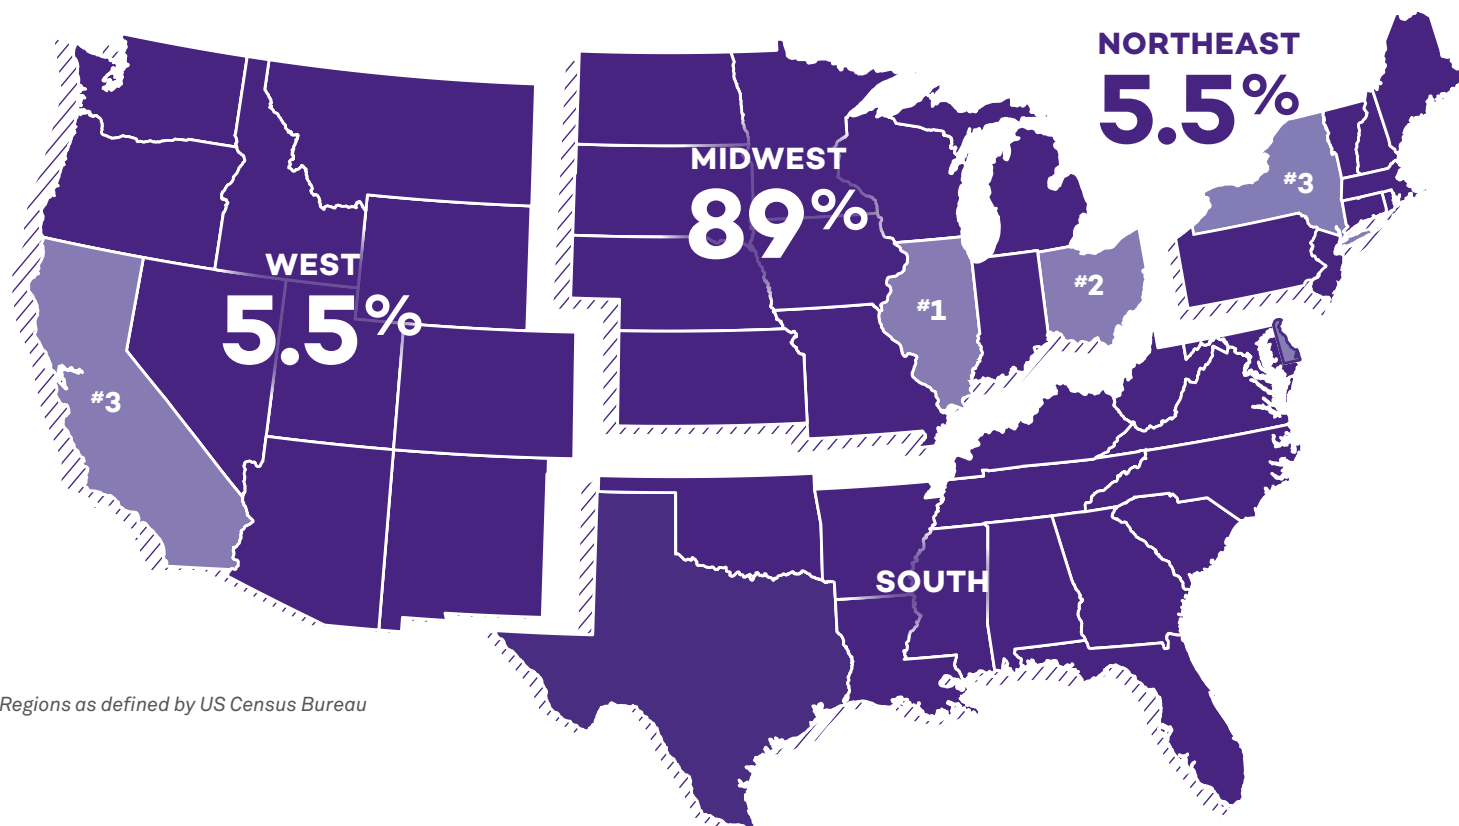 NORTHEAST
5.5%
MIDWEST
89%
#3
WEST
5.5%
#2
#1
#3
SOUTH
Regions as defined by US Census Bureau